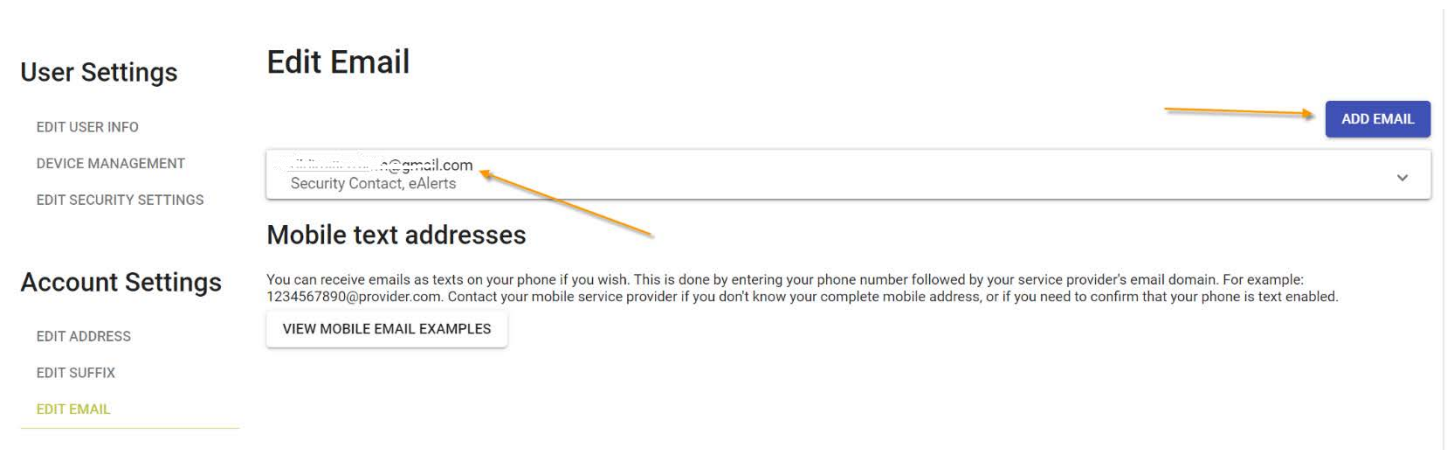 User Settings
EDIT USER INFO
DEVICE MANAGEMENT
EDIT SECURITY SETTINGS
Account Settings
EDIT ADDRESS
EDIT SUFFIX
EDIT EMAIL
Edit Email
ADD EMAIL
@gmail.com
Security Contact, eAlerts
Mobile text addresses
You can receive emails as texts on your phone if you wish. This is done by entering your phone number followed by your service provider's email domain. For example:
1234567890@provider.com. Contact your mobile service provider if you don't know your complete mobile address, or if you need to confirm that your phone is text enabled.
VIEW MOBILE EMAIL EXAMPLES